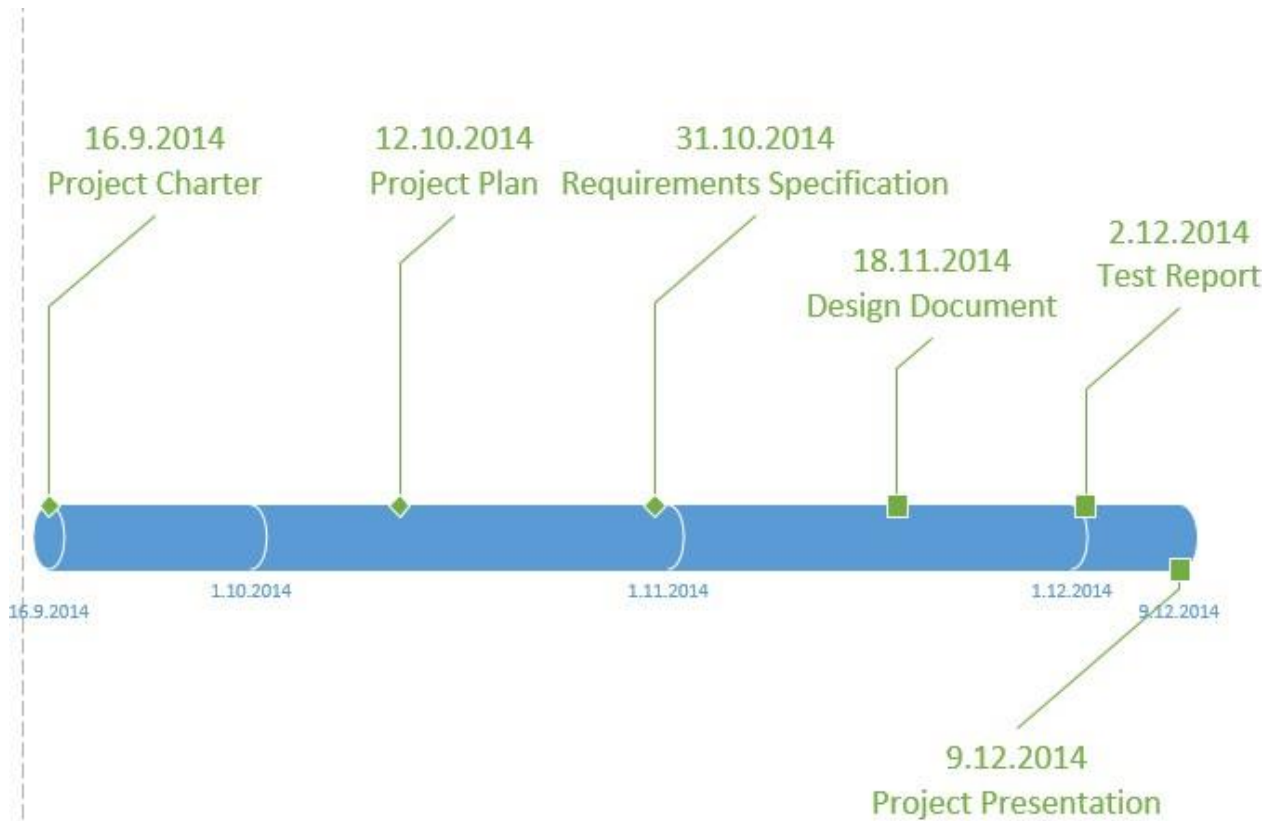 16.9.2014
Project Charter
12.10.2014
Project Plan
31.10.2014
Requirements Specification
18.11.2014
Design Document
2.12.2014
Test Report
16.9.2014
1.10.2014
1.11.2014
1.12.2014
9.12.2014
9.12.2014
Project Presentation